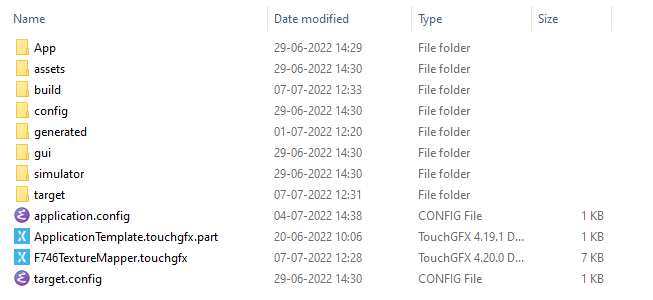 Name Date modified Type Size
App 29-06-2022 14:29 File folder
assets 29-06-2022 14:30 File folder
build 07-07-2022 12:33 File folder
config 29-06-2022 14:30 File folder
generated 01-07-2022 12:20 File folder
gui 29-06-2022 14:30 File folder
simulator 29-06-2022 14:30 File folder
target 07-07-2022 12:31 File folder
application.config 04-07-2022 14:38 CONFIG File 1 KB
ApplicationTemplate.touchgfx.part 20-06-2022 10:06 TouchGFX 4.19.1 D... 1 KB
F746TextureMapper.touchgfx 07-07-2022 12:28 TouchGFX 4.20.0 D... 7 KB
target.config 29-06-2022 14:30 CONFIG File 1 KB